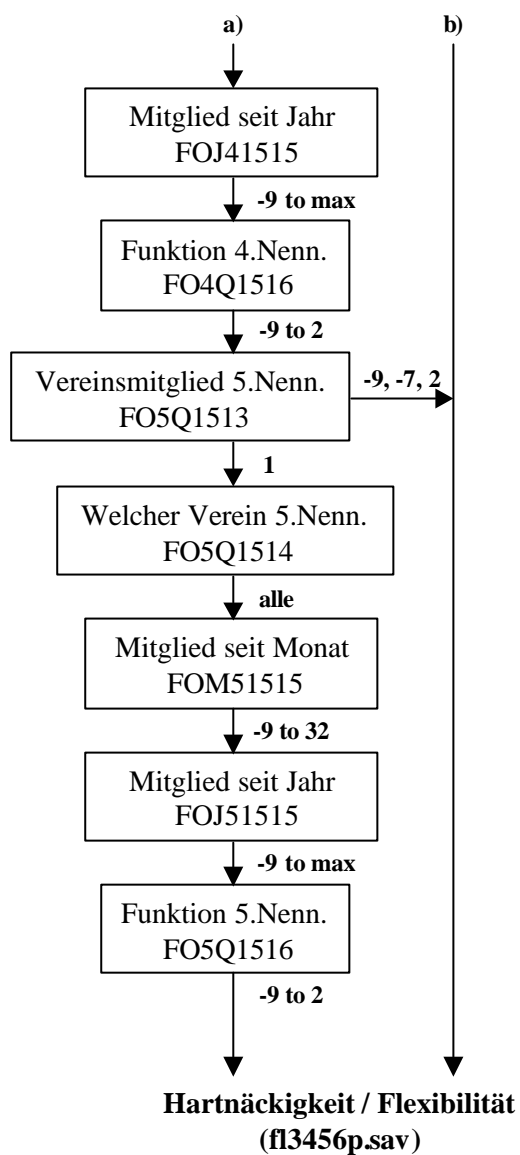 a) b)
Mitglied seit Jahr
FOJ41515
-9 to max
Funktion 4.Nenn.
FO4Q1516
-9 to 2
Vereinsmitglied 5.Nenn.
FO5Q1513
-9, -7, 2
1
Welcher Verein 5.Nenn.
FO5Q1514
alle
Mitglied seit Monat
FOM51515
-9 to 32
Mitglied seit Jahr
FOJ51515
-9 to max
Funktion 5.Nenn.
FO5Q1516
-9 to 2
Hartnäckigkeit / Flexibilität
(fl3456p.sav)